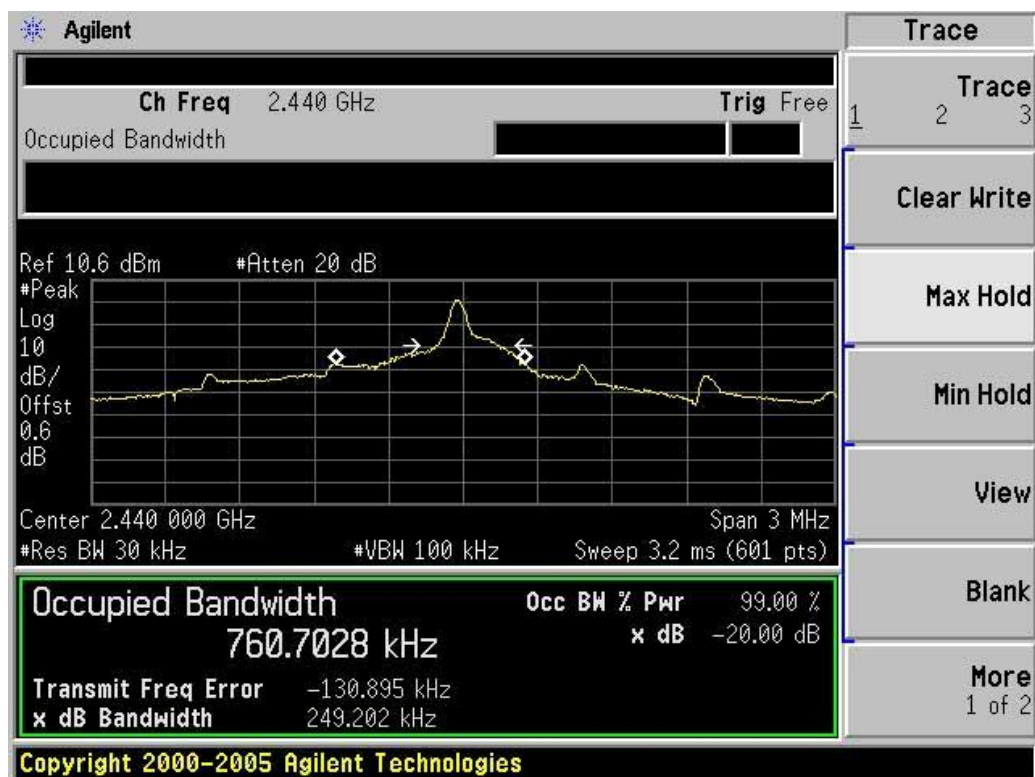 Agilent
Trace
Ch Freq 2.440 GHz Trig Free
Occupied Bandwidth
Trace
1 2 3
Clear Write
Max Hold
Min Hold
View
Blank
More
1 of 2
Ref 10.6 dBm #Atten 20 dB
#Peak
Log
10
dB/
Offst
0.6
dB
Center 2.440 000 GHz Span 3 MHz
#Res BW 30 kHz #VBW 100 kHz Sweep 3.2 ms (601 pts)
Occupied Bandwidth Occ BW % Pwr 99.00 %
760.7028 kHz x dB -20.00 dB
Transmit Freq Error -130.895 kHz
x dB Bandwidth 249.202 kHz
Copyright 2000-2005 Agilent Technologies